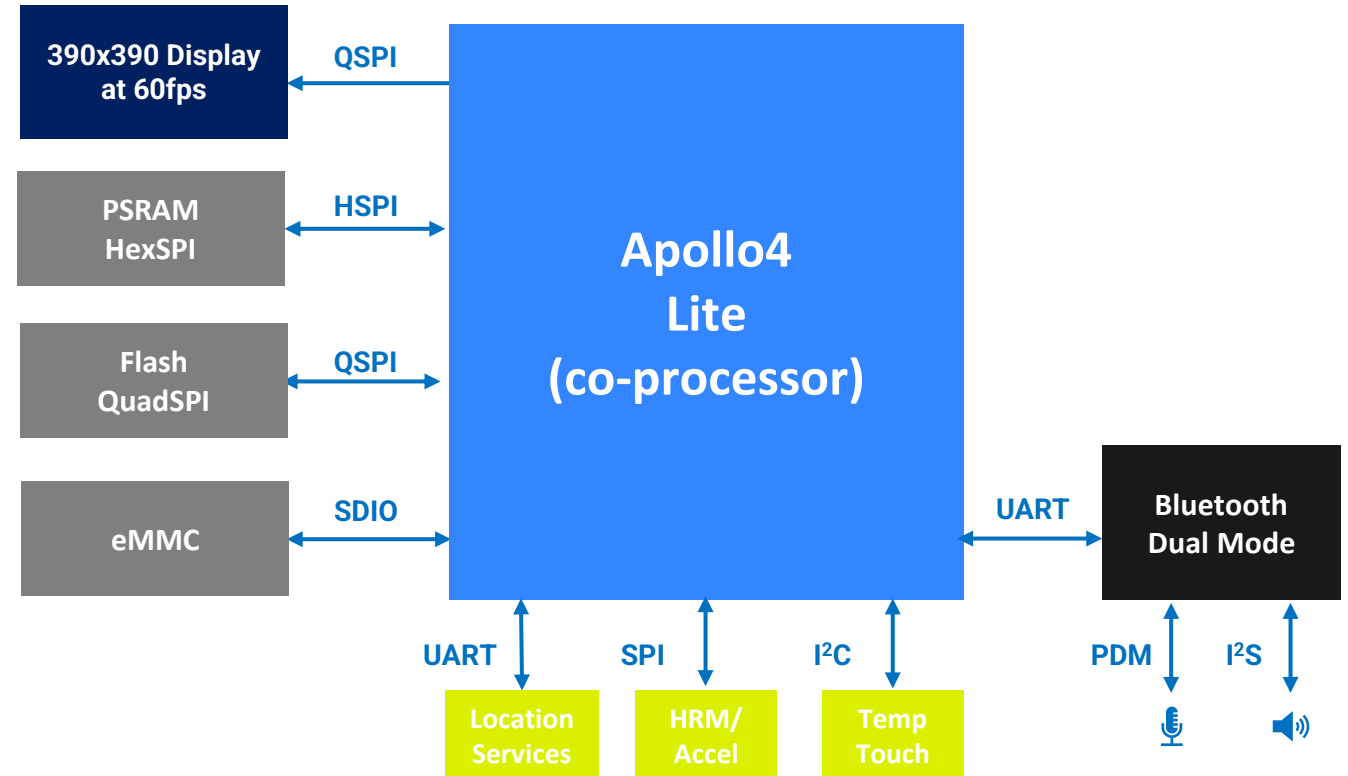 390x390 Display
at 60fps
QSPI
PSRAM
HexSPI
HSPI
Flash
QuadSPI
QSPI
eMMC
SDIO
Apollo4
Lite
(co-processor)
UART
Bluetooth
Dual Mode
UART
SPI
I²C
PDM
I²S
Location
Services
HRM/
Accel
Temp
Touch